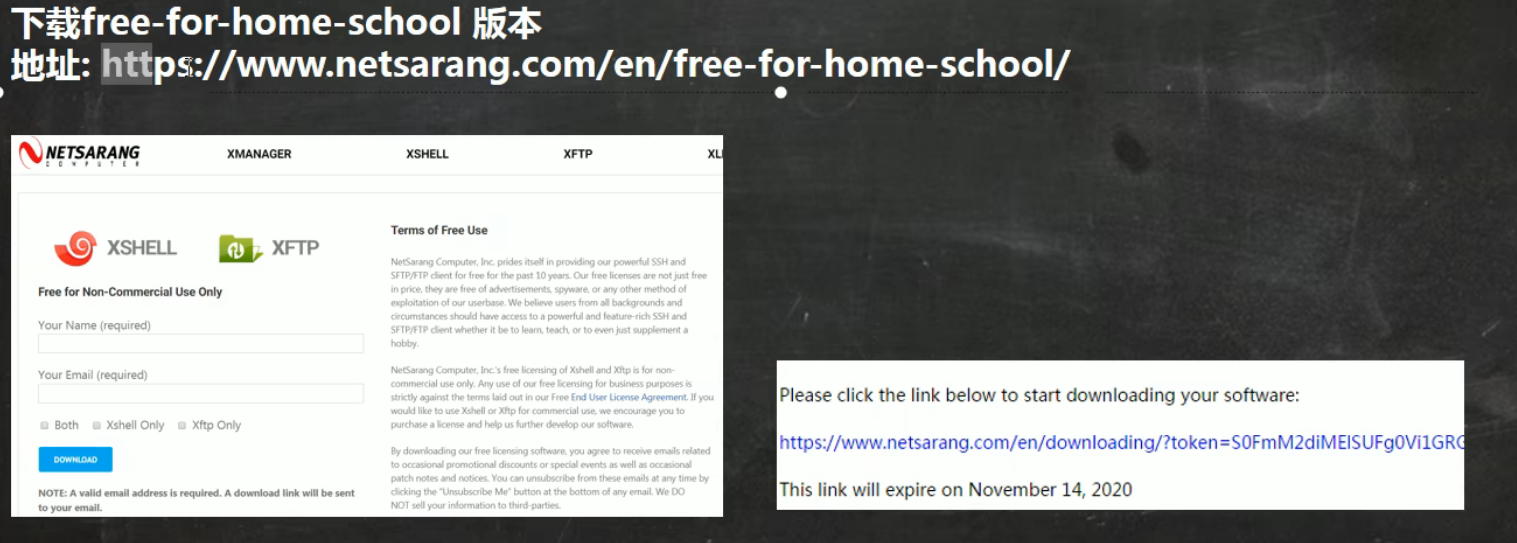 下载free-for-home-school 版本
地址: https://www.netsarang.com/en/free-for-home-school/
NETSARANG
COMPUTER
XMANAGER
XSHELL
XFTP
XSHELL
XFTP
Free for Non-Commercial Use Only
Your Name (required)
Your Email (required)
Both
Xshell Only
Xftp Only
DOWNLOAD
NOTE: A valid email address is required. A download link will be sent
to your email.
Terms of Free Use
NetSarang Computer, Inc. prides itself in providing our powerful SSH and
SFTP/FTP client for free for the past 10 years. Our free licenses are not just free
in price, they are free of advertisements, spyware, or any other method of
exploitation of our userbase. We believe users from all backgrounds and
circumstances should have access to a powerful and feature-rich SSH and
SFTP/FTP client whether it be to learn, teach, or to even just supplement a
hobby.
NetSarang Computer, Inc.'s free licensing of Xshell and Xftp is for non-
commercial use only. Any use of our free licensing for business purposes is
strictly against the terms laid out in our Free End User License Agreement. If you
would like to use Xshell or Xftp for commercial use, we encourage you to
purchase a license and help us further develop our software.
By downloading our free licensing software, you agree to receive emails related
to occasional promotional discounts or special events as well as occasional
patch notes and notices. You can unsubscribe from these emails at any time by
clicking the "Unsubscribe Me" button at the bottom of any email. We DO
NOT sell your information to third-parties.
Please click the link below to start downloading your software:
https://www.netsarang.com/en/downloading/?token=S0FmM2diMElSUFg0Vi1GRG
This link will expire on November 14, 2020